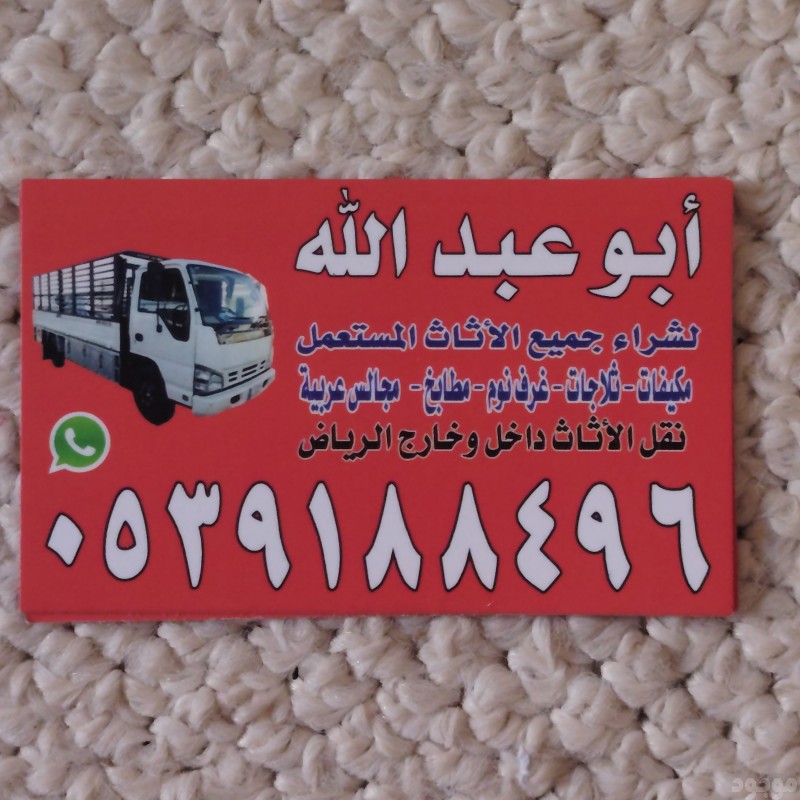 أبو عبد الله
لشراء جميع الأثاث المستعمل
مكيفات - ثلاجات - غرف نوم - مطابخ - مجالس عربية
نقل الأثاث داخل وخارج الرياض
٠٥٣٩١٨٨٤٩٦
موجود